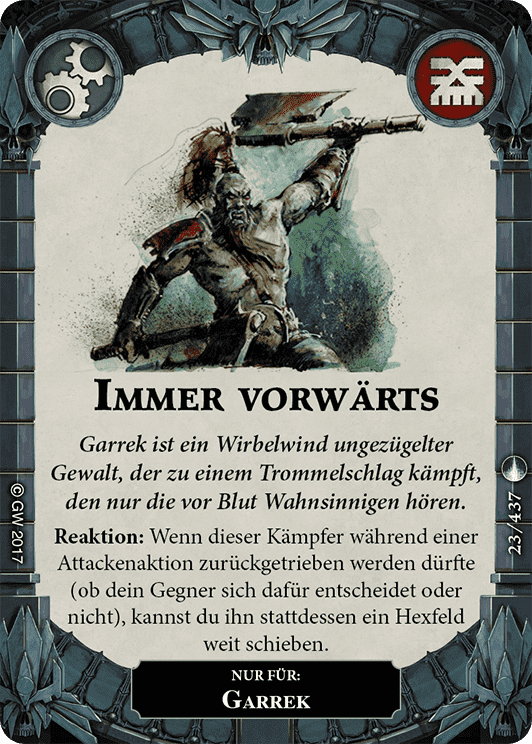 Immer vorwärts
Garrek ist ein Wirbelwind ungezügelter
Gewalt, der zu einem Trommelschlag kämpft,
den nur die vor Blut Wahnsinnigen hören.
Reaktion: Wenn dieser Kämpfer während einer
Attackenaktion zurückgetrieben werden dürfte
(ob dein Gegner sich dafür entscheidet oder
nicht), kannst du ihn stattdessen ein Hexfeld
weit schieben.
NUR FÜR:
Garrek
© GW 2017
23/437